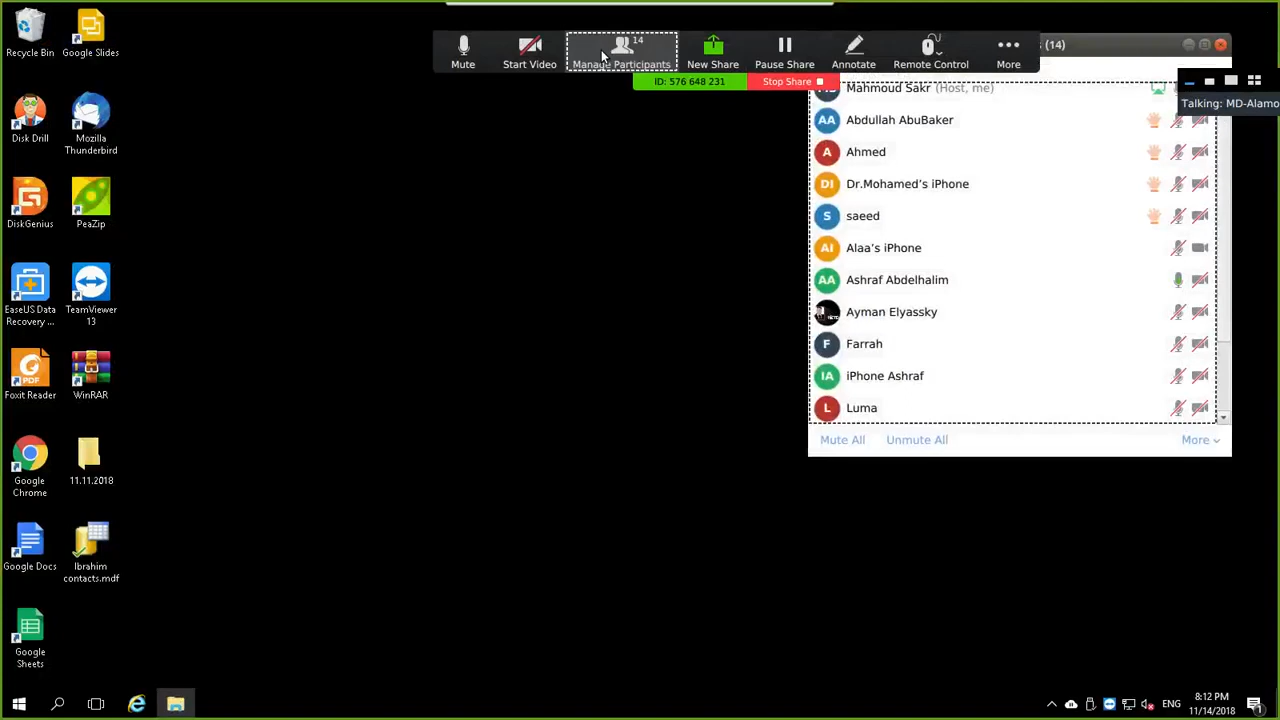 Mute
Start Video
14
Manage Participants
New Share
Pause Share
Annotate
Remote Control
More
(14)
ID: 576 648 231
Stop Share
Talking: MD-Alamo
Mahmoud Sakr (Host, me)
AA Abdullah AbuBaker
A Ahmed
DI Dr.Mohamed's iPhone
S saeed
AI Alaa's iPhone
AA Ashraf Abdelhalim
Ayman Elyassky
F Farrah
IA iPhone Ashraf
L Luma
Mute All
Unmute All
More
Recycle Bin
Google Slides
Disk Drill
Mozilla
Thunderbird
DiskGenius
PeaZip
EaseUS Data
Recovery ...
TeamViewer
13
PDF
Foxit Reader
WinRAR
Google
Chrome
11.11.2018
Google Docs
Ibrahim
contacts.mdf
Google
Sheets
ENG
8:12 PM
11/14/2018
1